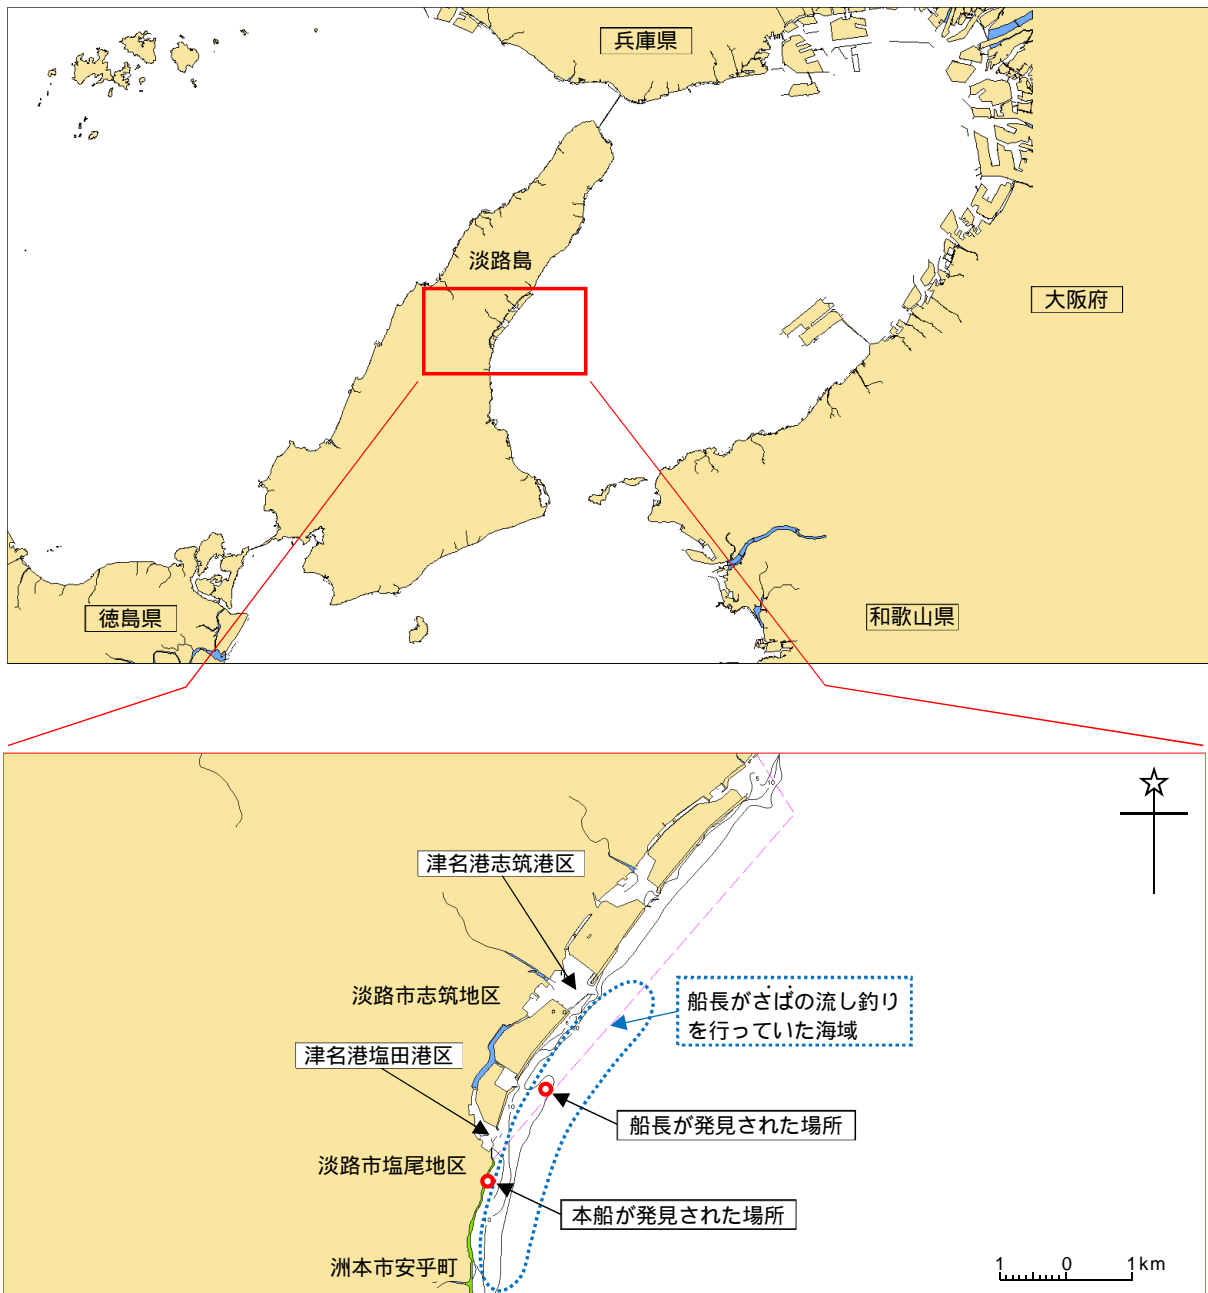 兵庫県
淡路島
大阪府
徳島県
和歌山県
5
10
津名港志筑港区
淡路市志筑地区
船長がさばの流し釣り
を行っていた海域
津名港塩田港区
10
船長が発見された場所
淡路市塩尾地区
本船が発見された場所
洲本市安乎町
1 0 1km